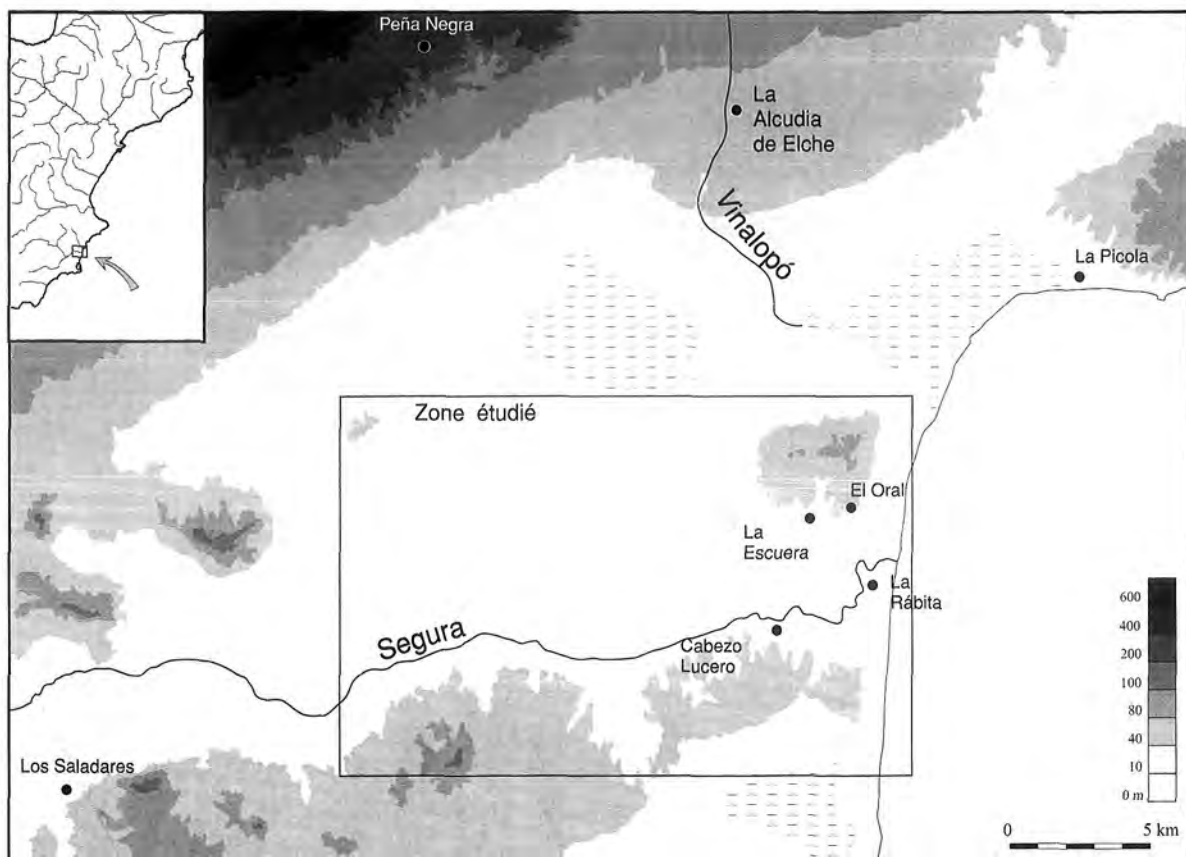 Peña Negra
La
Alcudia
de Elche
Vinalopó
La Picola
Zone étudié
El Oral
La
Escuera
La
Rábita
Segura
Cabezo
Lucero
Los Saladares
600
400
200
100
80
40
10
0 m
0 5 km